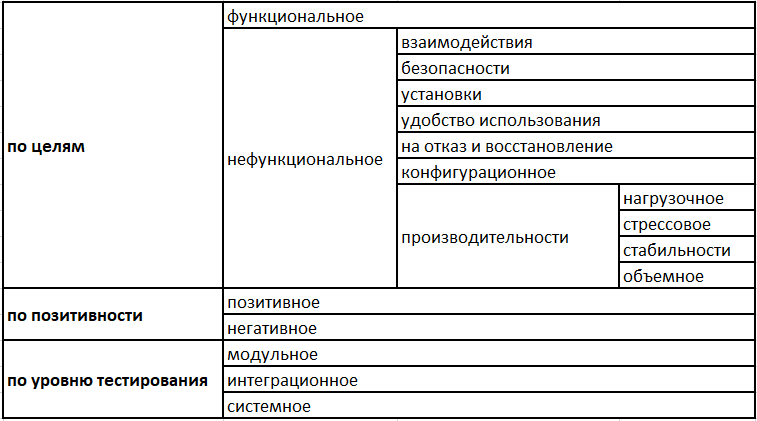 по целям
функциональное
нефункциональное
взаимодействия
безопасности
установки
удобство использования
на отказ и восстановление
конфигурационное
производительности
нагрузочное
стрессовое
стабильности
объемное
по позитивности
позитивное
негативное
по уровню тестирования
модульное
интеграционное
системное